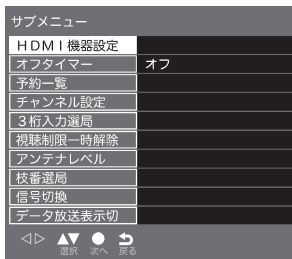 サブメニュー
HDMI機器設定
オフタイマー オフ
予約一覧
チャンネル設定
3桁入力選局
視聴制限一時解除
アンテナレベル
枝番選局
信号切換
データ放送表示切
選択 次へ 戻る